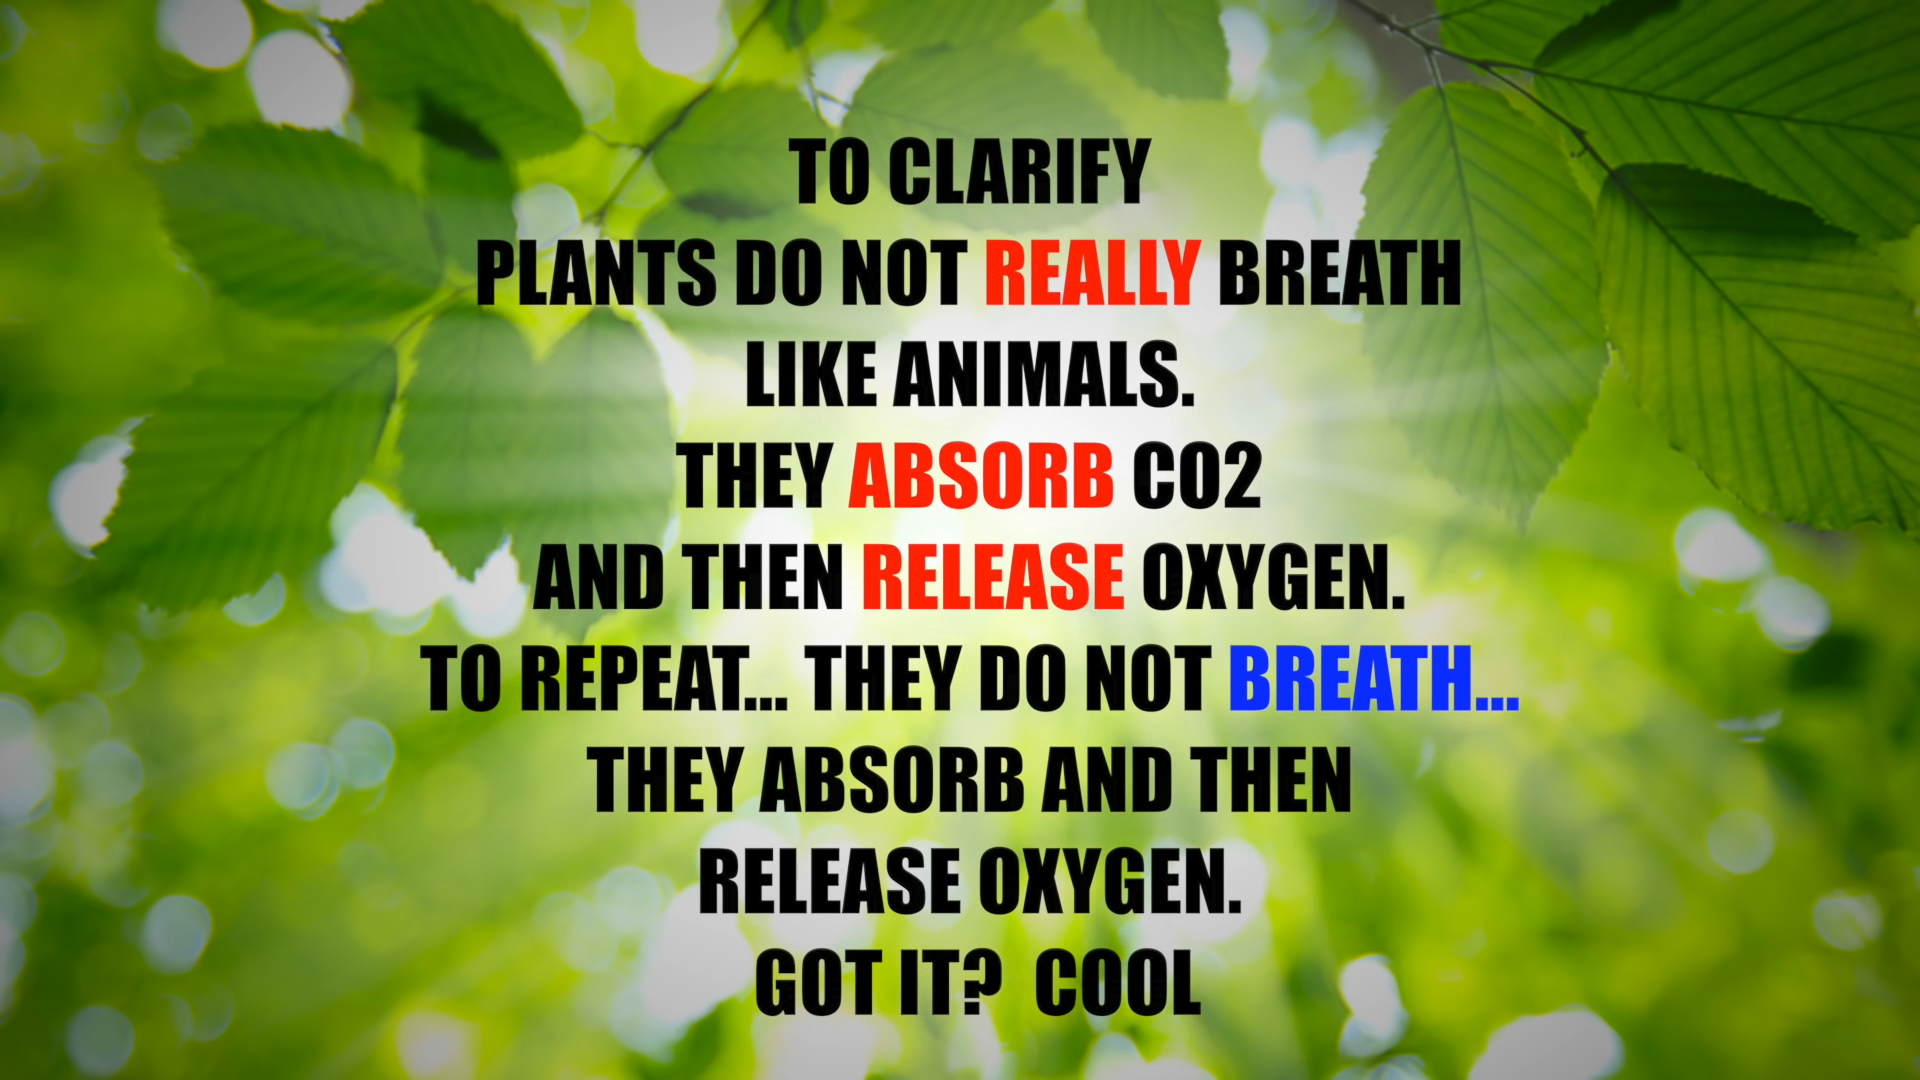 TO CLARIFY
PLANTS DO NOT REALLY BREATH
LIKE ANIMALS.
THEY ABSORB CO2
AND THEN RELEASE OXYGEN.
TO REPEAT... THEY DO NOT BREATH...
THEY ABSORB AND THEN
RELEASE OXYGEN.
GOT IT?  COOL